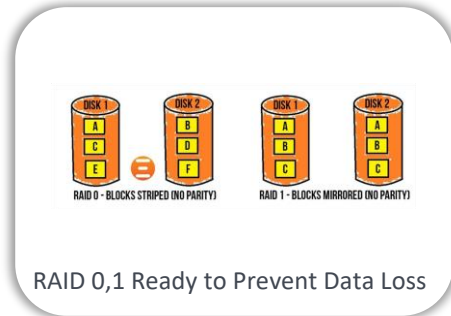 DISK 1 DISK 2 DISK 1 DISK 2
A B A A
C D B B
E F C C
RAID 0 - BLOCKS STRIPED (NO PARITY) RAID 1 - BLOCKS MIRRORED (NO PARITY)
RAID 0,1 Ready to Prevent Data Loss